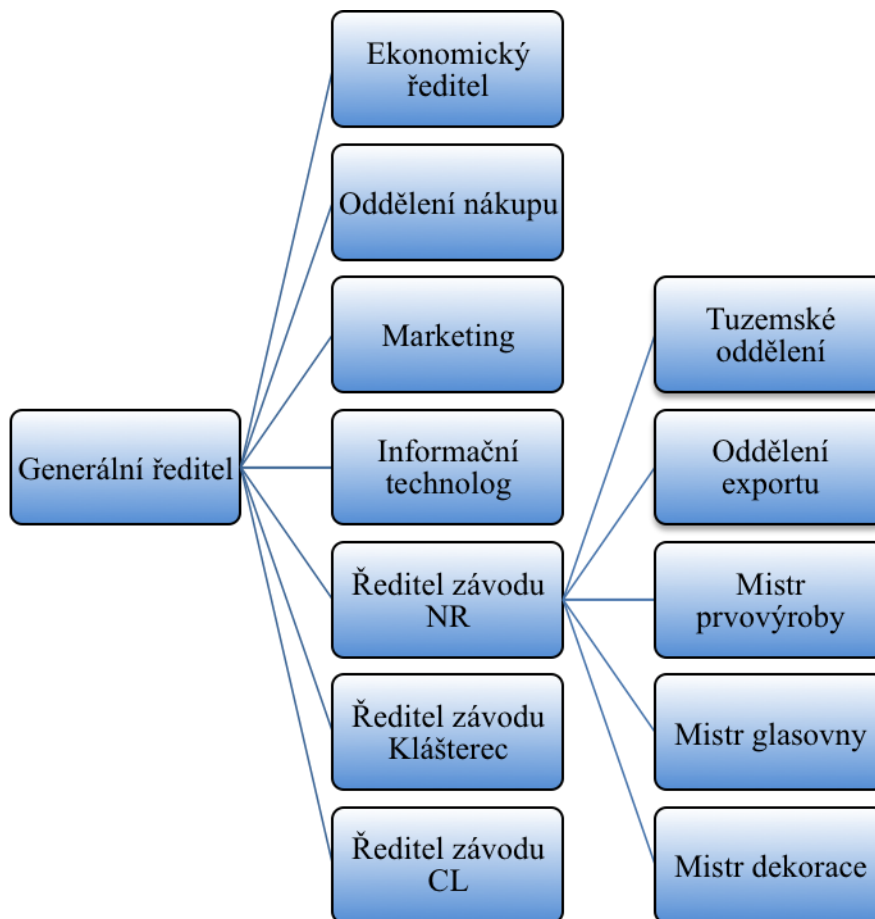 Ekonomický
ředitel
Oddělení nákupu
Marketing
Tuzemské
oddělení
Generální ředitel
Informační
technolog
Oddělení
exportu
Ředitel závodu
NR
Mistr
prvovýroby
Ředitel závodu
Klášterec
Mistr glasovny
Ředitel závodu
CL
Mistr dekorace